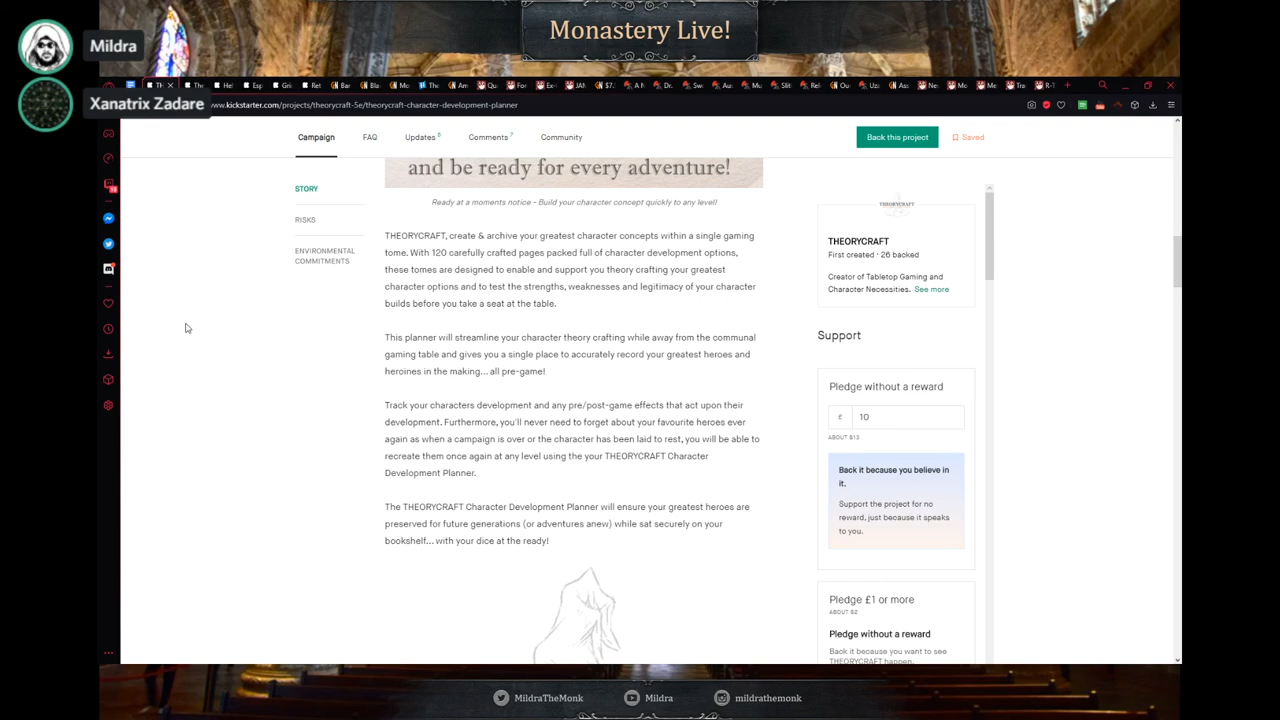 Monastery Live!
Mildra
Xanatrix Zadare
www.kickstarter.com/projects/theorycraft-5e/theorycraft-character-development-planner
Campaign
FAQ
Updates 6
Comments 7
Community
Back this project
Saved
and be ready for every adventure!
STORY
RISKS
ENVIRONMENTAL
COMMITMENTS
Ready at a moments notice - Build your character concept quickly to any level!
THEORYCRAFT, create & archive your greatest character concepts within a single gaming
tome. With 120 carefully crafted pages packed full of character development options,
these tomes are designed to enable and support you theory crafting your greatest
character options and to test the strengths, weaknesses and legitimacy of your character
builds before you take a seat at the table.
This planner will streamline your character theory crafting while away from the communal
gaming table and gives you a single place to accurately record your greatest heroes and
heroines in the making... all pre-game!
Track your characters development and any pre/post-game effects that act upon their
development. Furthermore, you'll never need to forget about your favourite heroes ever
again as when a campaign is over or the character has been laid to rest, you will be able to
recreate them once again at any level using the your THEORYCRAFT Character
Development Planner.
The THEORYCRAFT Character Development Planner will ensure your greatest heroes are
preserved for future generations (or adventures anew) while sat securely on your
bookshelf... with your dice at the ready!
THEORYCRAFT
THEORYCRAFT
First created · 26 backed
Creator of Tabletop Gaming and
Character Necessities. See more
Support
Pledge without a reward
£ 10
ABOUT $13
Back it because you believe in
it.
Support the project for no
reward, just because it speaks
to you.
Pledge £1 or more
ABOUT $2
Pledge without a reward
Back it because you want to see
THEORYCRAFT happen.
MildraTheMonk
Mildra
mildrathemonk